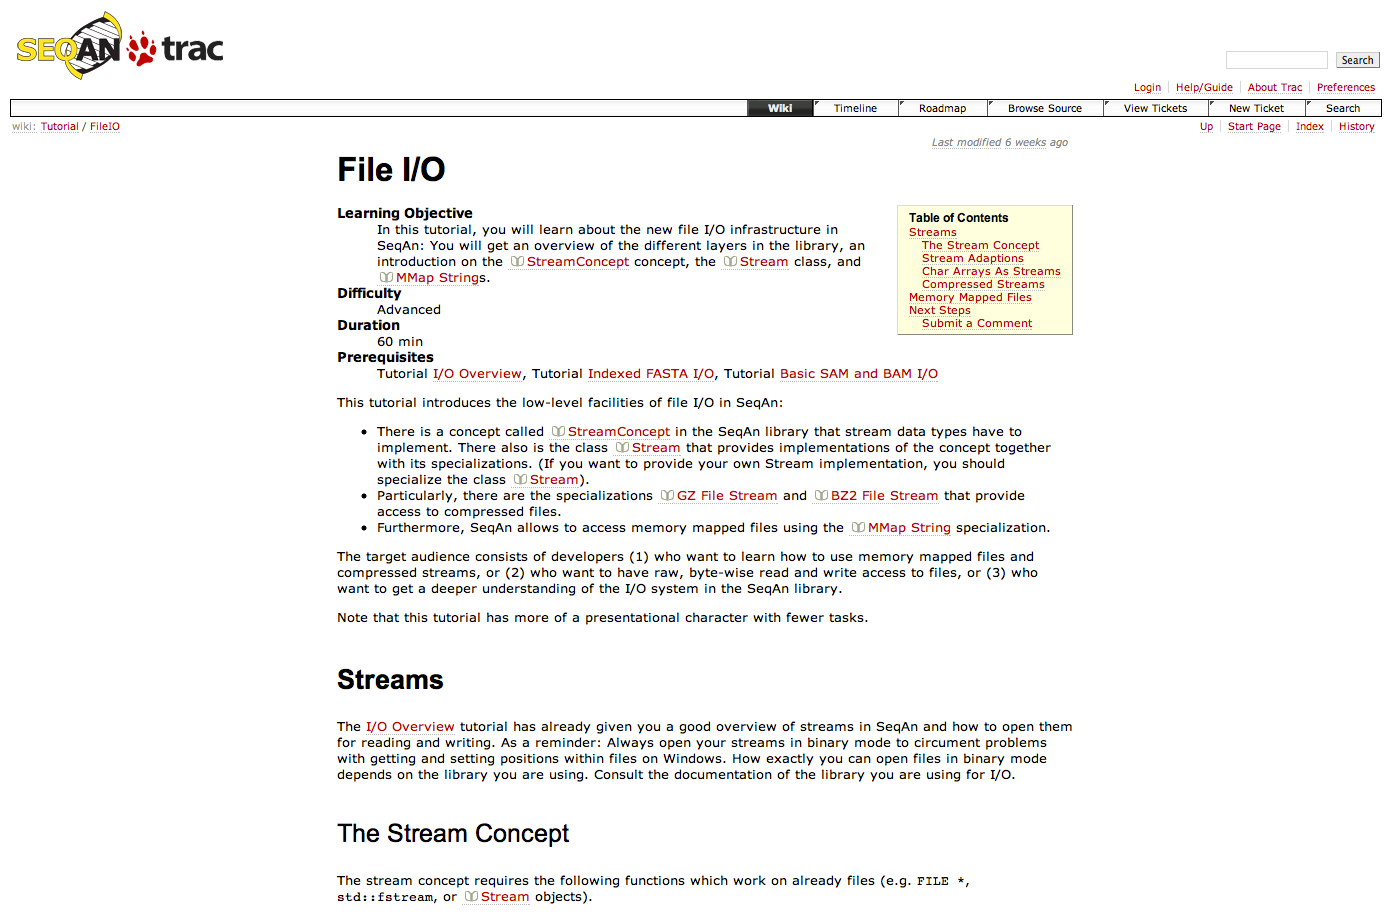 SEQAN trac
Search
Login Help/Guide About Trac Preferences
Wiki Timeline Roadmap Browse Source View Tickets New Ticket Search
wiki: Tutorial / FileIO
Up Start Page Index History
Last modified 6 weeks ago
File I/O
Learning Objective
In this tutorial, you will learn about the new file I/O infrastructure in
SeqAn: You will get an overview of the different layers in the library, an
introduction on the StreamConcept concept, the Stream class, and
MMap Strings.
Difficulty
Advanced
Duration
60 min
Prerequisites
Tutorial I/O Overview, Tutorial Indexed FASTA I/O, Tutorial Basic SAM and BAM I/O
Table of Contents
Streams
The Stream Concept
Stream Adaptions
Char Arrays As Streams
Compressed Streams
Memory Mapped Files
Next Steps
Submit a Comment
This tutorial introduces the low-level facilities of file I/O in SeqAn:
• There is a concept called StreamConcept in the SeqAn library that stream data types have to
implement. There also is the class Stream that provides implementations of the concept together
with its specializations. (If you want to provide your own Stream implementation, you should
specialize the class Stream).
• Particularly, there are the specializations GZ File Stream and BZ2 File Stream that provide
access to compressed files.
• Furthermore, SeqAn allows to access memory mapped files using the MMap String specialization.
The target audience consists of developers (1) who want to learn how to use memory mapped files and
compressed streams, or (2) who want to have raw, byte-wise read and write access to files, or (3) who
want to get a deeper understanding of the I/O system in the SeqAn library.
Note that this tutorial has more of a presentational character with fewer tasks.
Streams
The I/O Overview tutorial has already given you a good overview of streams in SeqAn and how to open them
for reading and writing. As a reminder: Always open your streams in binary mode to circument problems
with getting and setting positions within files on Windows. How exactly you can open files in binary mode
depends on the library you are using. Consult the documentation of the library you are using for I/O.
The Stream Concept
The stream concept requires the following functions which work on already files (e.g. FILE *,
std::fstream, or Stream objects).